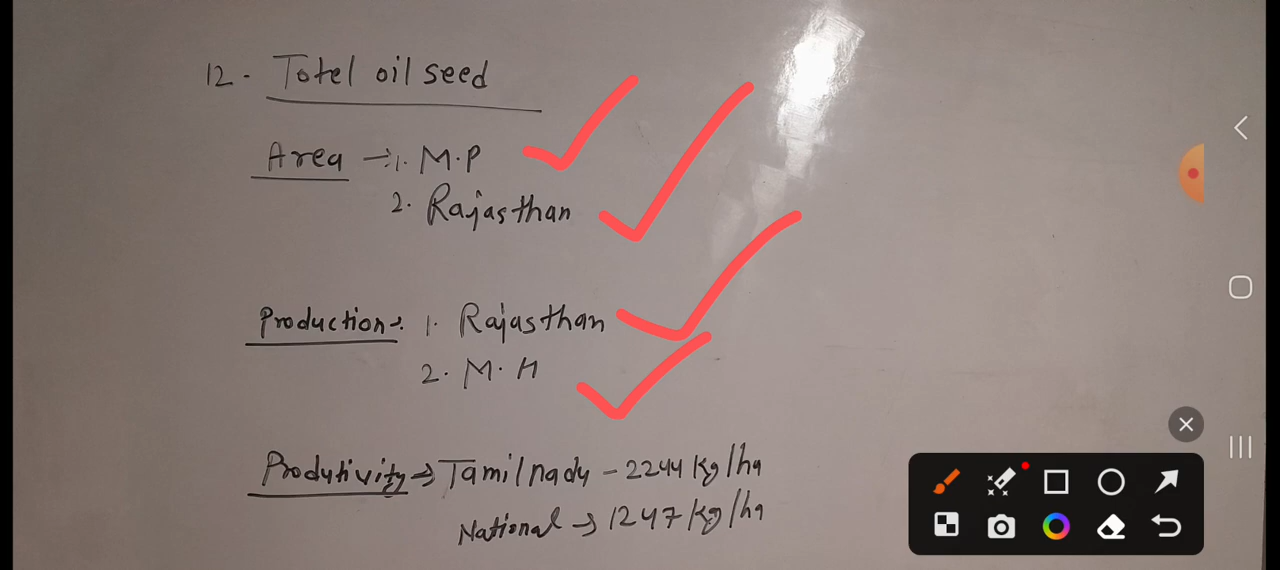 12. Totel oil seed
Area → 1. M.P
2. Rajasthan
Production→: 1. Rajasthan
2. M.H
Produtivity → Tamilnadu - 2244 kg/ha
National → 1247 kg/ha